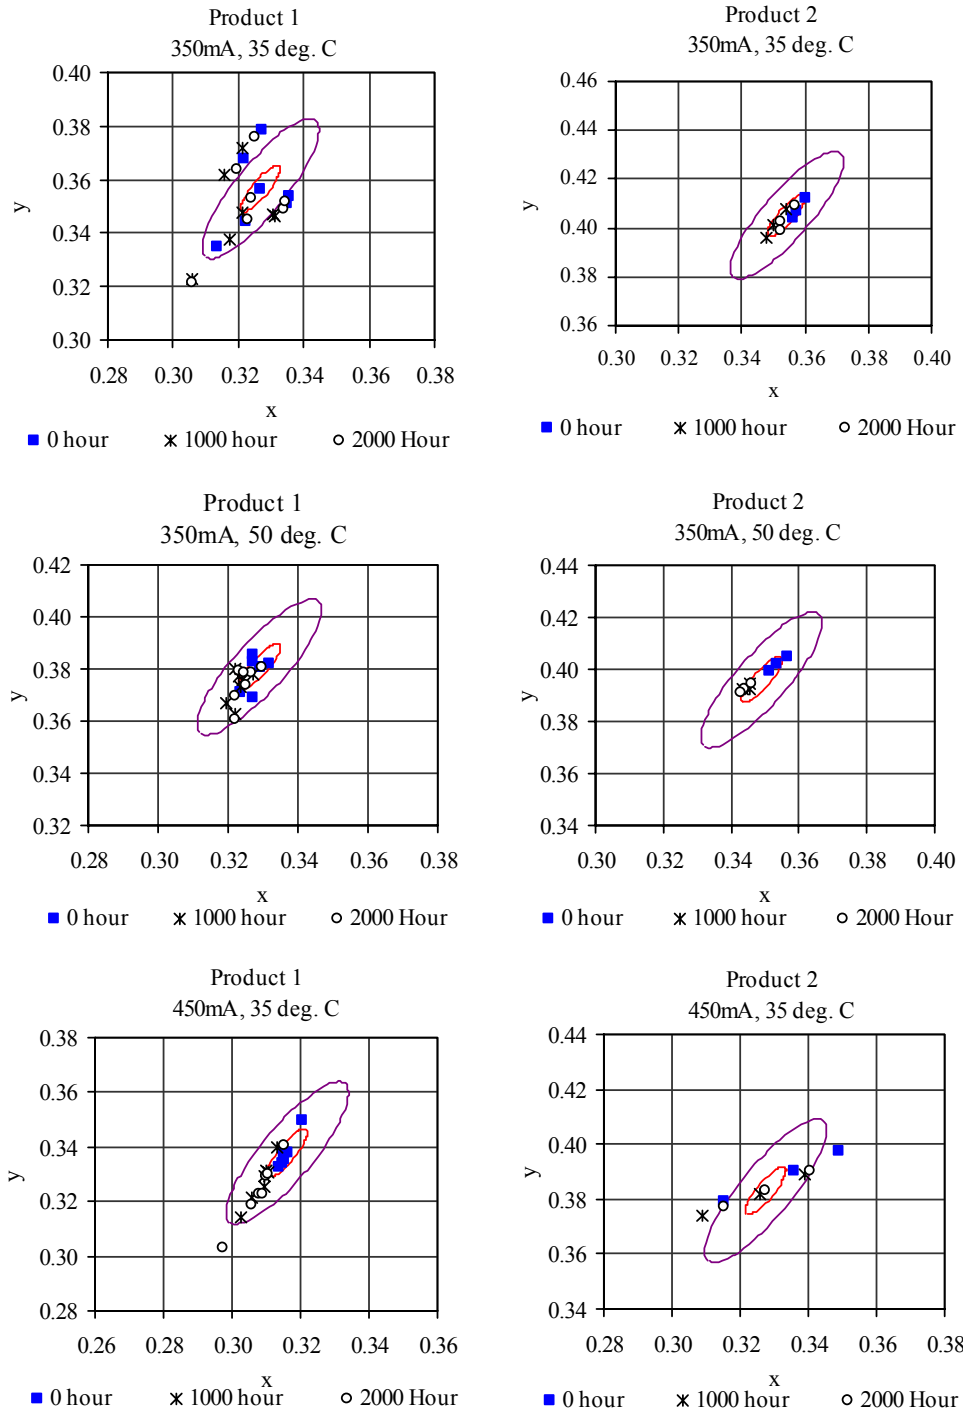 Product 1
350mA, 35 deg. C
0.40
0.38
0.36
0.34
0.32
0.30
y
0.28 0.30 0.32 0.34 0.36 0.38
x
0 hour 1000 hour 2000 Hour
Product 2
350mA, 35 deg. C
0.46
0.44
0.42
0.40
0.38
0.36
y
0.30 0.32 0.34 0.36 0.38 0.40
x
0 hour 1000 hour 2000 Hour
Product 1
350mA, 50 deg. C
0.42
0.40
0.38
0.36
0.34
0.32
y
0.28 0.30 0.32 0.34 0.36 0.38
x
0 hour 1000 hour 2000 Hour
Product 2
350mA, 50 deg. C
0.44
0.42
0.40
0.38
0.36
0.34
y
0.30 0.32 0.34 0.36 0.38 0.40
x
0 hour 1000 hour 2000 Hour
Product 1
450mA, 35 deg. C
0.38
0.36
0.34
0.32
0.30
0.28
y
0.26 0.28 0.30 0.32 0.34 0.36
x
0 hour 1000 hour 2000 Hour
Product 2
450mA, 35 deg. C
0.44
0.42
0.40
0.38
0.36
0.34
y
0.28 0.30 0.32 0.34 0.36 0.38
x
0 hour 1000 hour 2000 Hour